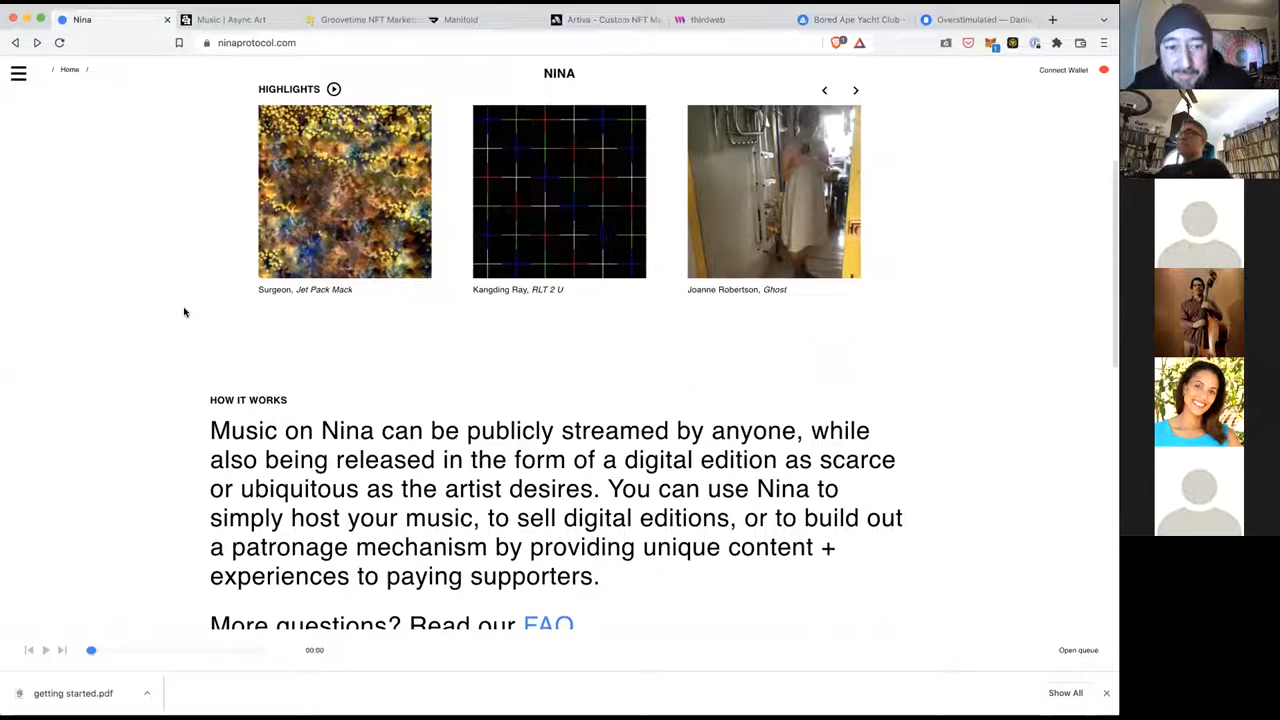 Nina
Music | Async Art
Groovetime NFT Market
Manifold
Artiva - Custom NFT Ma
thirdweb
Bored Ape Yacht Club -
Overstimulated — Danie
ninaprotocol.com
/ Home /
NINA
Connect Wallet
HIGHLIGHTS
Surgeon, Jet Pack Mack
Kangding Ray, RLT 2 U
Joanne Robertson, Ghost
HOW IT WORKS
Music on Nina can be publicly streamed by anyone, while
also being released in the form of a digital edition as scarce
or ubiquitous as the artist desires. You can use Nina to
simply host your music, to sell digital editions, or to build out
a patronage mechanism by providing unique content +
experiences to paying supporters.
More questions? Read our FAQ
00:00
Open queue
getting started.pdf
Show All